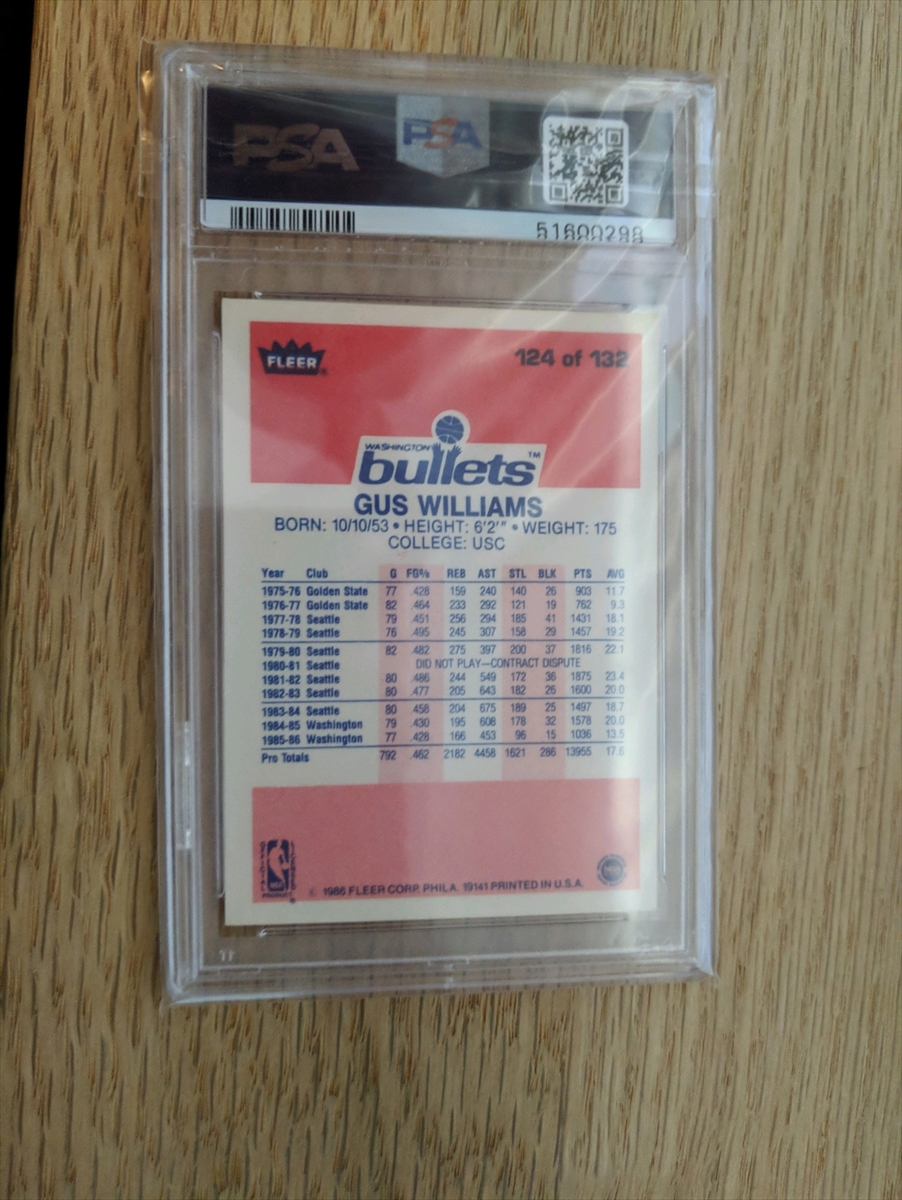 PSA PSA
51600298
FLEER®
124 of 132
WASHINGTON
bullets™
GUS WILLIAMS
BORN: 10/10/53 • HEIGHT: 6'2'" • WEIGHT: 175
COLLEGE: USC
Year Club G FG% REB AST STL BLK PTS AVG
1975-76 Golden State 77 .428 159 240 140 26 903 11.7
1976-77 Golden State 82 .464 233 292 121 19 762 9.3
1977-78 Seattle 79 .451 256 294 185 41 1431 18.1
1978-79 Seattle 76 .495 245 307 158 29 1457 19.2
1979-80 Seattle 82 .482 275 397 200 37 1816 22.1
1980-81 Seattle DID NOT PLAY—CONTRACT DISPUTE
1981-82 Seattle 80 .486 244 549 172 36 1875 23.4
1982-83 Seattle 80 .477 205 643 182 26 1600 20.0
1983-84 Seattle 80 .458 204 675 189 25 1497 18.7
1984-85 Washington 79 .430 195 608 178 32 1578 20.0
1985-86 Washington 77 .428 166 453 96 15 1036 13.5
Pro Totals 792 .462 2182 4458 1621 286 13955 17.6
© 1986 FLEER CORP. PHILA. 19141 PRINTED IN U.S.A.